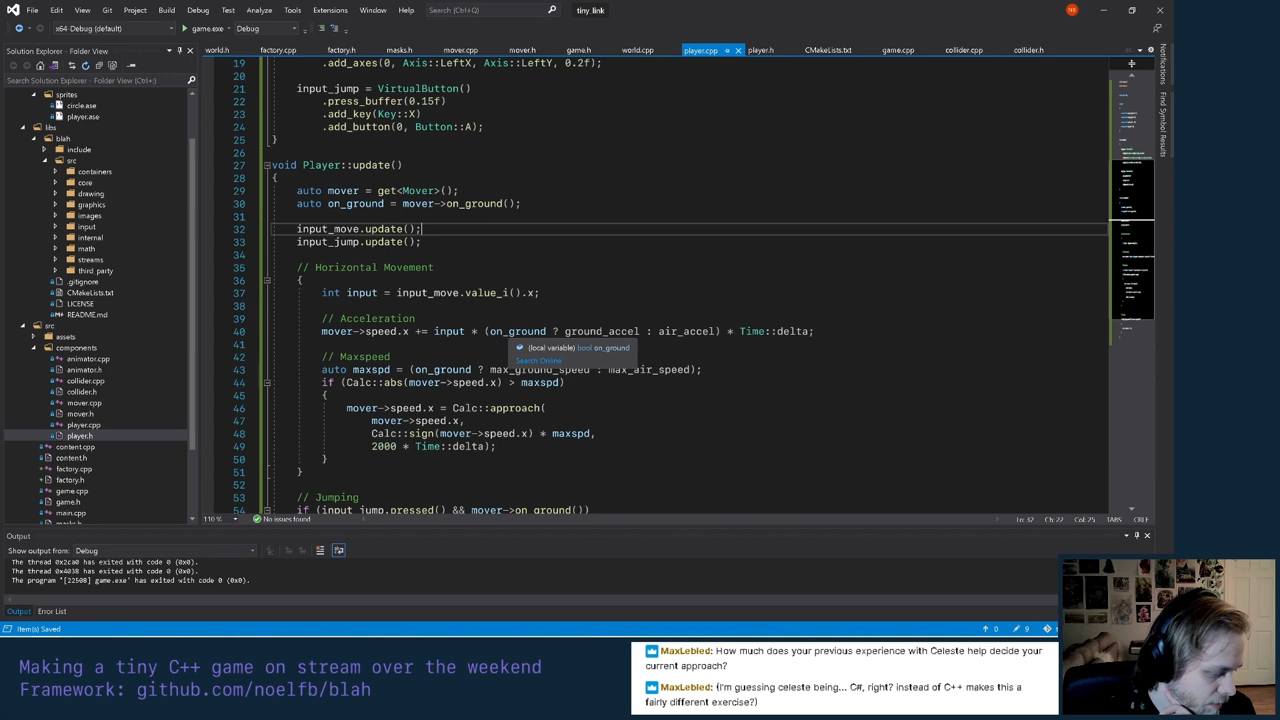 File Edit View Git Project Build Debug Test Analyze Tools Extensions Window Help Search (Ctrl+Q) tiny_link NB
x64-Debug (default) game.exe Debug
Solution Explorer - Folder View
world.h factory.cpp factory.h masks.h mover.cpp mover.h game.h world.cpp player.cpp player.h CMakeLists.txt game.cpp collider.cpp collider.h
Search Solution Explorer - Folder View (Ctrl+;)
sprites
circle.ase
player.ase
libs
blah
include
src
containers
core
drawing
graphics
images
input
internal
math
streams
third_party
.gitignore
CMakeLists.txt
LICENSE
README.md
src
assets
components
animator.cpp
animator.h
collider.cpp
collider.h
mover.cpp
mover.h
player.cpp
player.h
content.cpp
content.h
factory.cpp
factory.h
game.cpp
game.h
main.cpp
masks.h
19 .add_axes(0, Axis::LeftX, Axis::LeftY, 0.2f);
20
21 input_jump = VirtualButton()
22 .press_buffer(0.15f)
23 .add_key(Key::X)
24 .add_button(0, Button::A);
25 }
26
27 void Player::update()
28 {
29 auto mover = get<Mover>();
30 auto on_ground = mover->on_ground();
31
32 input_move.update();
33 input_jump.update();
34
35 // Horizontal Movement
36 {
37 int input = input_move.value_i().x;
38
39 // Acceleration
40 mover->speed.x += input * (on_ground ? ground_accel : air_accel) * Time::delta;
41
(local variable) bool on_ground
Search Online
42 // Maxspeed
43 auto maxspd = (on_ground ? max_ground_speed : max_air_speed);
44 if (Calc::abs(mover->speed.x) > maxspd)
45 {
46 mover->speed.x = Calc::approach(
47 mover->speed.x,
48 Calc::sign(mover->speed.x) * maxspd,
49 2000 * Time::delta);
50 }
51 }
52
53 // Jumping
54 if (input_jump.pressed() && mover->on_ground())
Notifications
Find Symbol Results
110 % No issues found Ln: 32 Ch: 22 Col: 25 TABS CRLF
Output
Show output from: Debug
The thread 0x2ca0 has exited with code 0 (0x0).
The thread 0x4038 has exited with code 0 (0x0).
The program '[22508] game.exe' has exited with code 0 (0x0).
Output Error List
Item(s) Saved 0 9
Making a tiny C++ game on stream over the weekend
Framework: github.com/noelfb/blah
MaxLebled: How much does your previous experience with Celeste help decide your
current approach?
MaxLebled: (I'm guessing celeste being... C#, right? instead of C++ makes this a
fairly different exercise?)